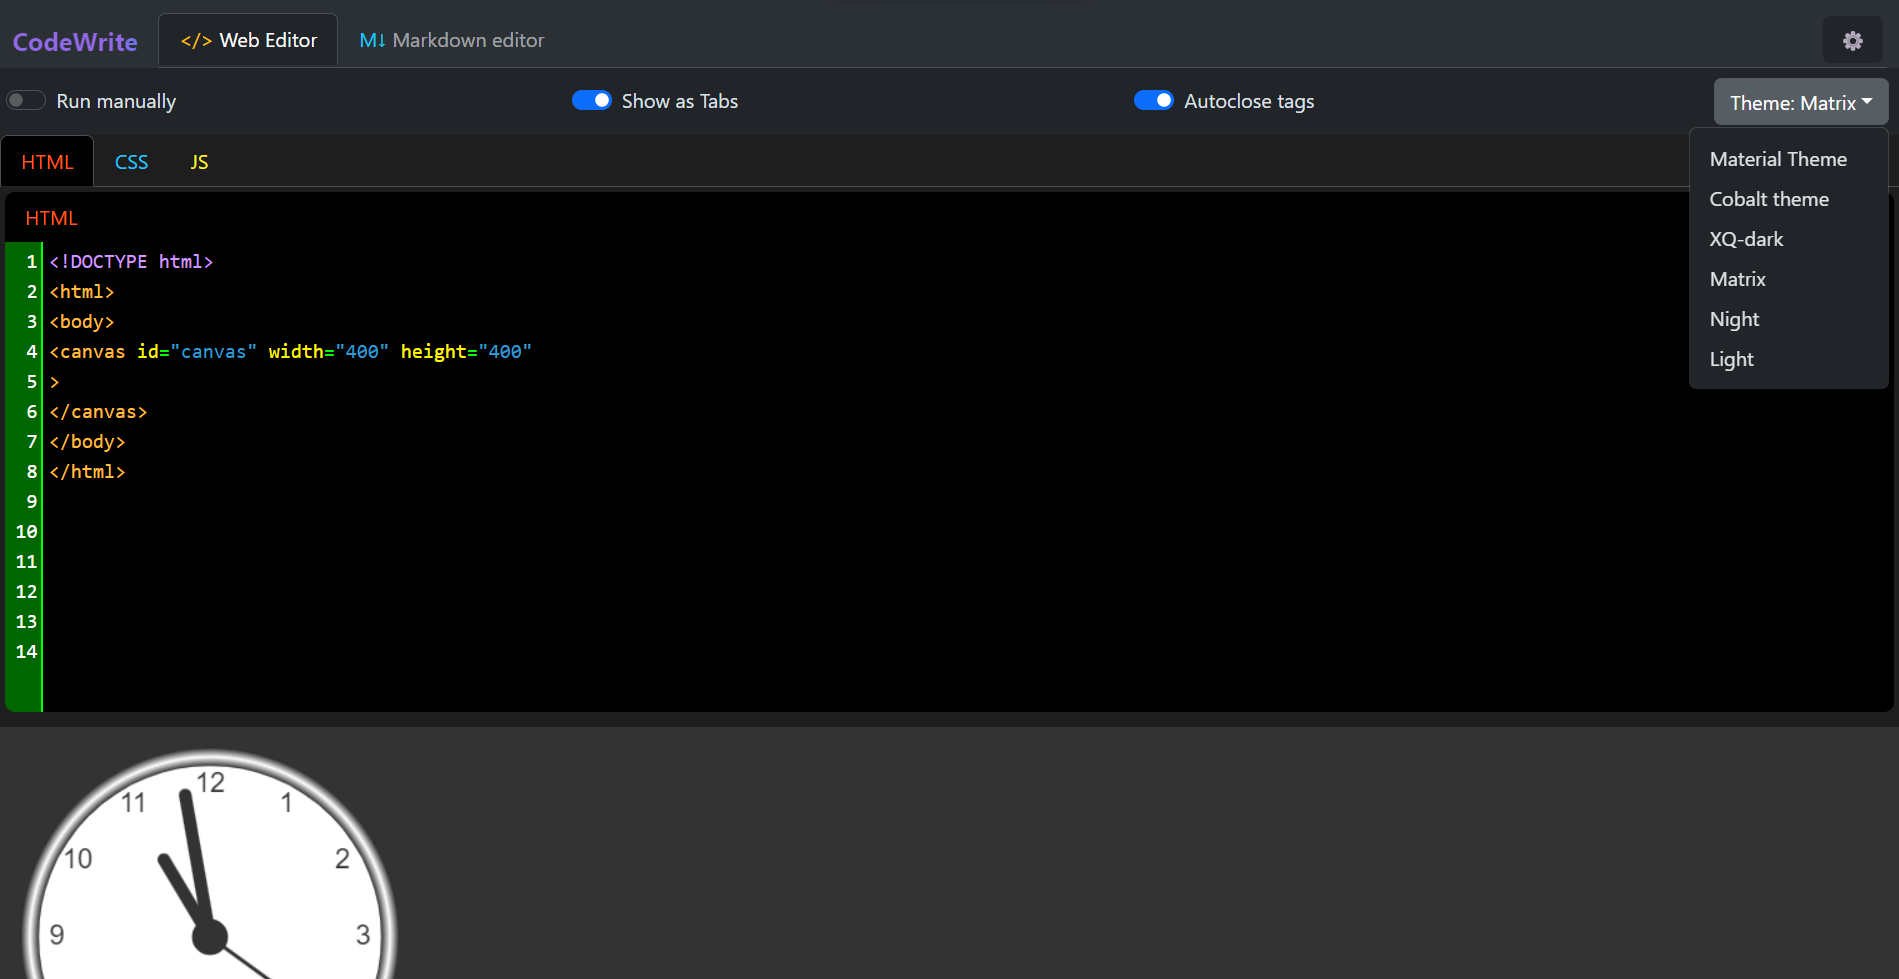 CodeWrite </> Web Editor M↓ Markdown editor
Run manually Show as Tabs Autoclose tags Theme: Matrix
HTML CSS JS
Material Theme
Cobalt theme
XQ-dark
Matrix
Night
Light
HTML
1 <!DOCTYPE html>
2 <html>
3 <body>
4 <canvas id="canvas" width="400" height="400"
5 >
6 </canvas>
7 </body>
8 </html>
9
10
11
12
13
14
12
11 1
10 2
9 3